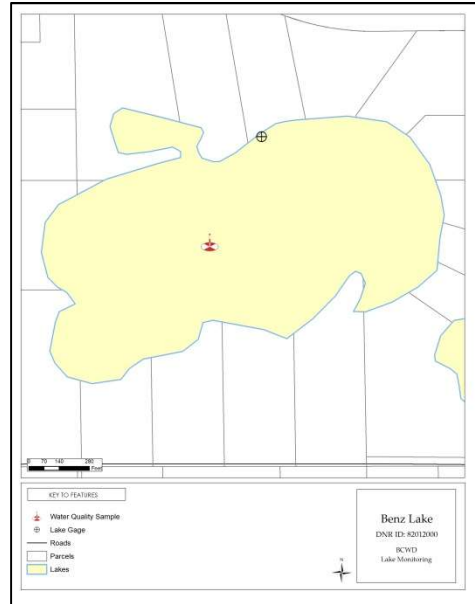 0 70 140 280
Feet
KEY TO FEATURES
Water Quality Sample
Lake Gage
Roads
Parcels
Lakes
N
Benz Lake
DNR ID: 82012000
BCWD
Lake Monitoring